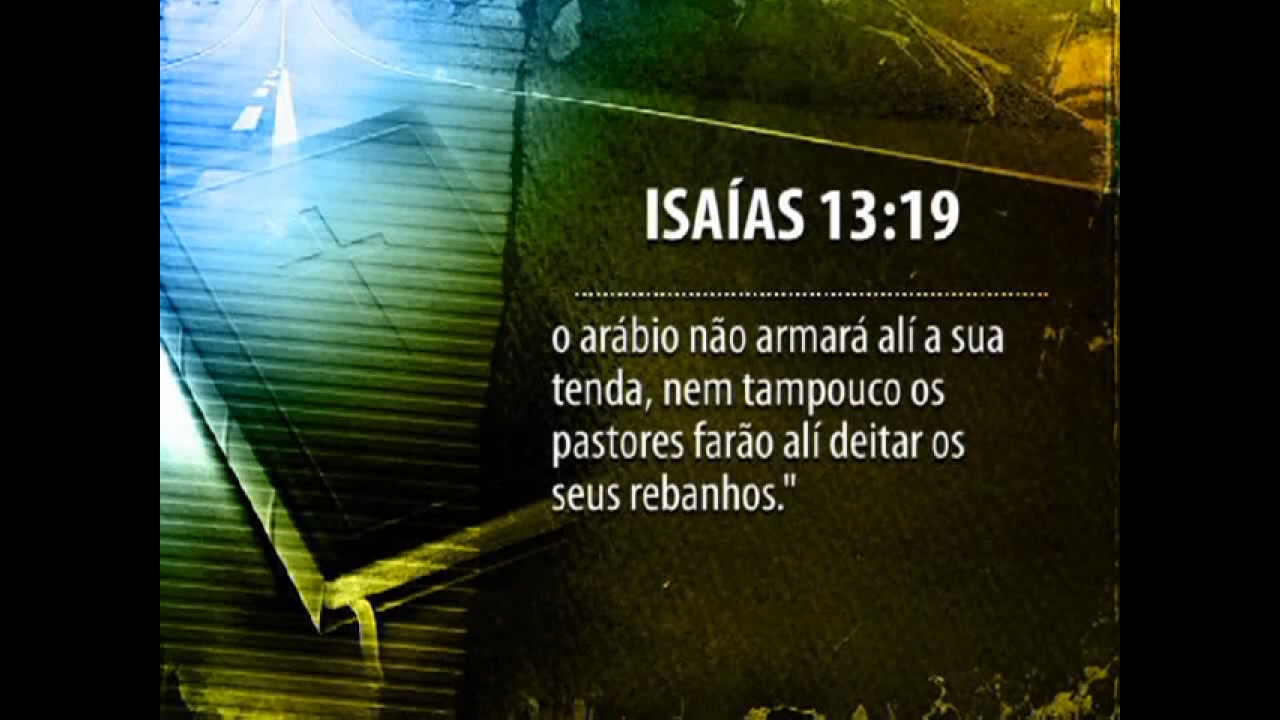 ISAÍAS 13:19
o arábio não armará alí a sua
tenda, nem tampouco os
pastores farão alí deitar os
seus rebanhos."